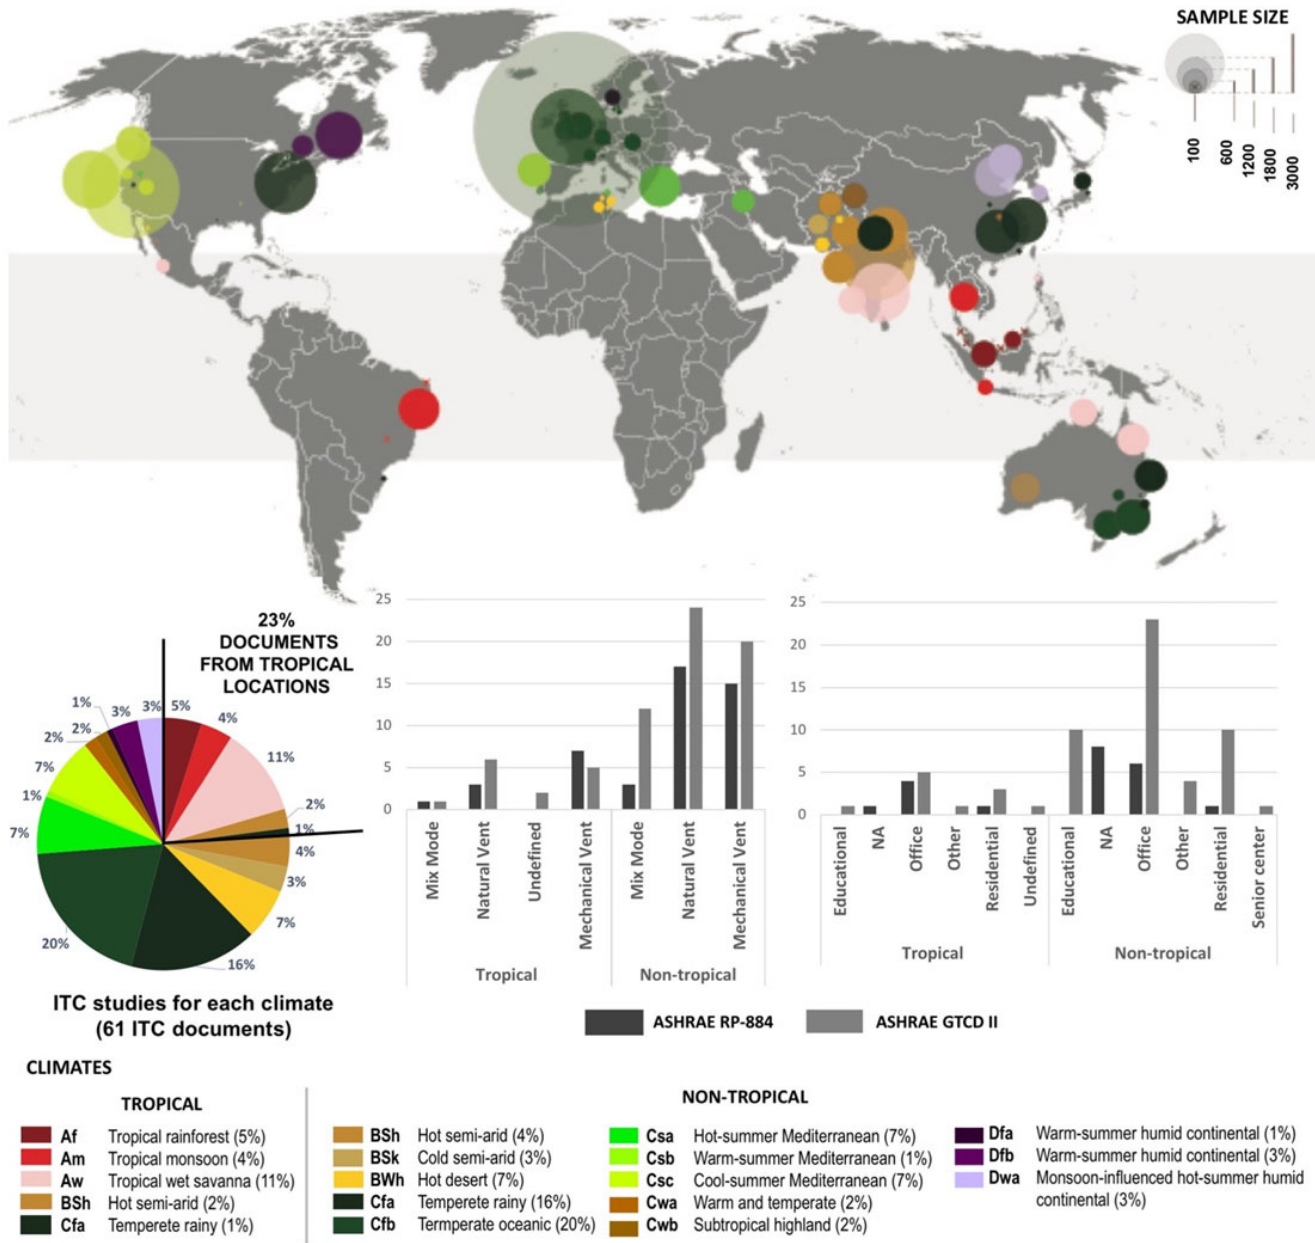 SAMPLE SIZE
100
600
1200
1800
3000
23%
DOCUMENTS
FROM TROPICAL
LOCATIONS
1%
3%
3%
5%
4%
11%
2%
1%
4%
3%
7%
16%
20%
7%
1%
7%
2%
2%
ITC studies for each climate
(61 ITC documents)
25
20
15
10
5
0
Mix Mode
Natural Vent
Undefined
Mechanical Vent
Mix Mode
Natural Vent
Mechanical Vent
Tropical
Non-tropical
25
20
15
10
5
0
Educational
NA
Office
Other
Residential
Undefined
Educational
NA
Office
Other
Residential
Senior center
Tropical
Non-tropical
ASHRAE RP-884
ASHRAE GTCD II
CLIMATES
TROPICAL
Af Tropical rainforest (5%)
Am Tropical monsoon (4%)
Aw Tropical wet savanna (11%)
BSh Hot semi-arid (2%)
Cfa Temperete rainy (1%)
NON-TROPICAL
BSh Hot semi-arid (4%)
BSk Cold semi-arid (3%)
BWh Hot desert (7%)
Cfa Temperete rainy (16%)
Cfb Termperate oceanic (20%)
Csa Hot-summer Mediterranean (7%)
Csb Warm-summer Mediterranean (1%)
Csc Cool-summer Mediterranean (7%)
Cwa Warm and temperate (2%)
Cwb Subtropical highland (2%)
Dfa Warm-summer humid continental (1%)
Dfb Warm-summer humid continental (3%)
Dwa Monsoon-influenced hot-summer humid
continental (3%)